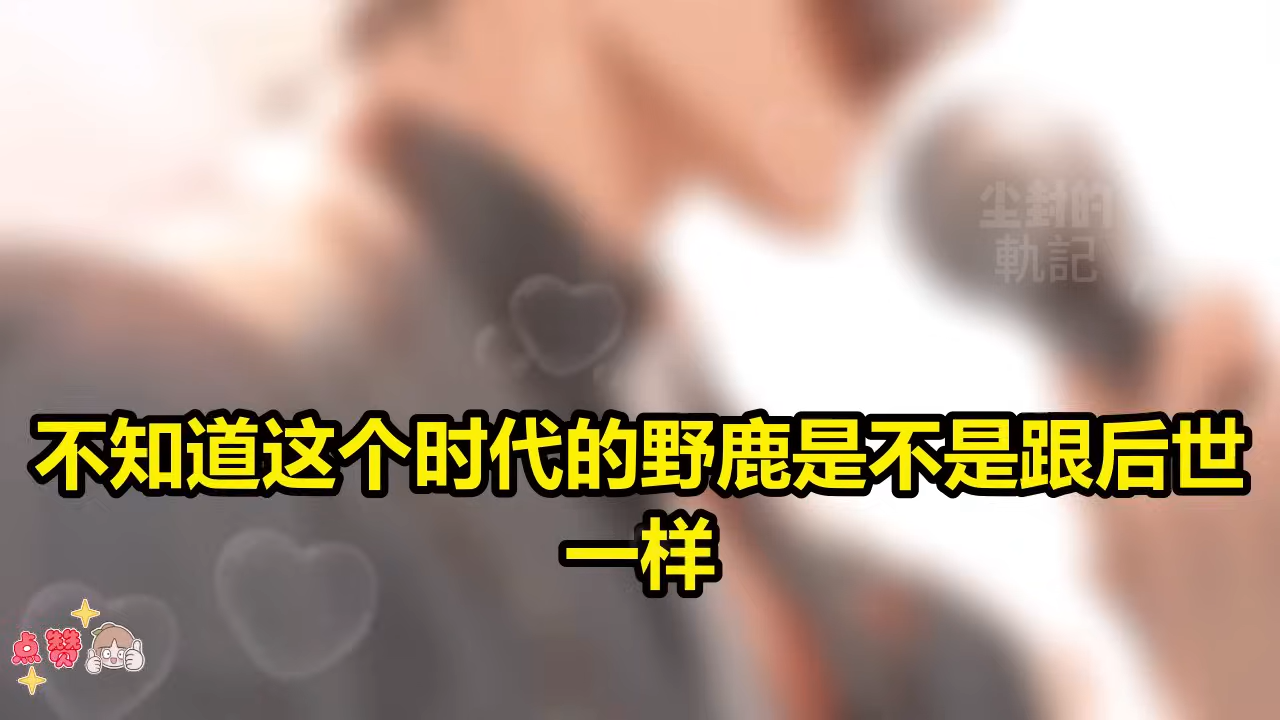 尘封的
軌記
不知道这个时代的野鹿是不是跟后世
一样
点赞